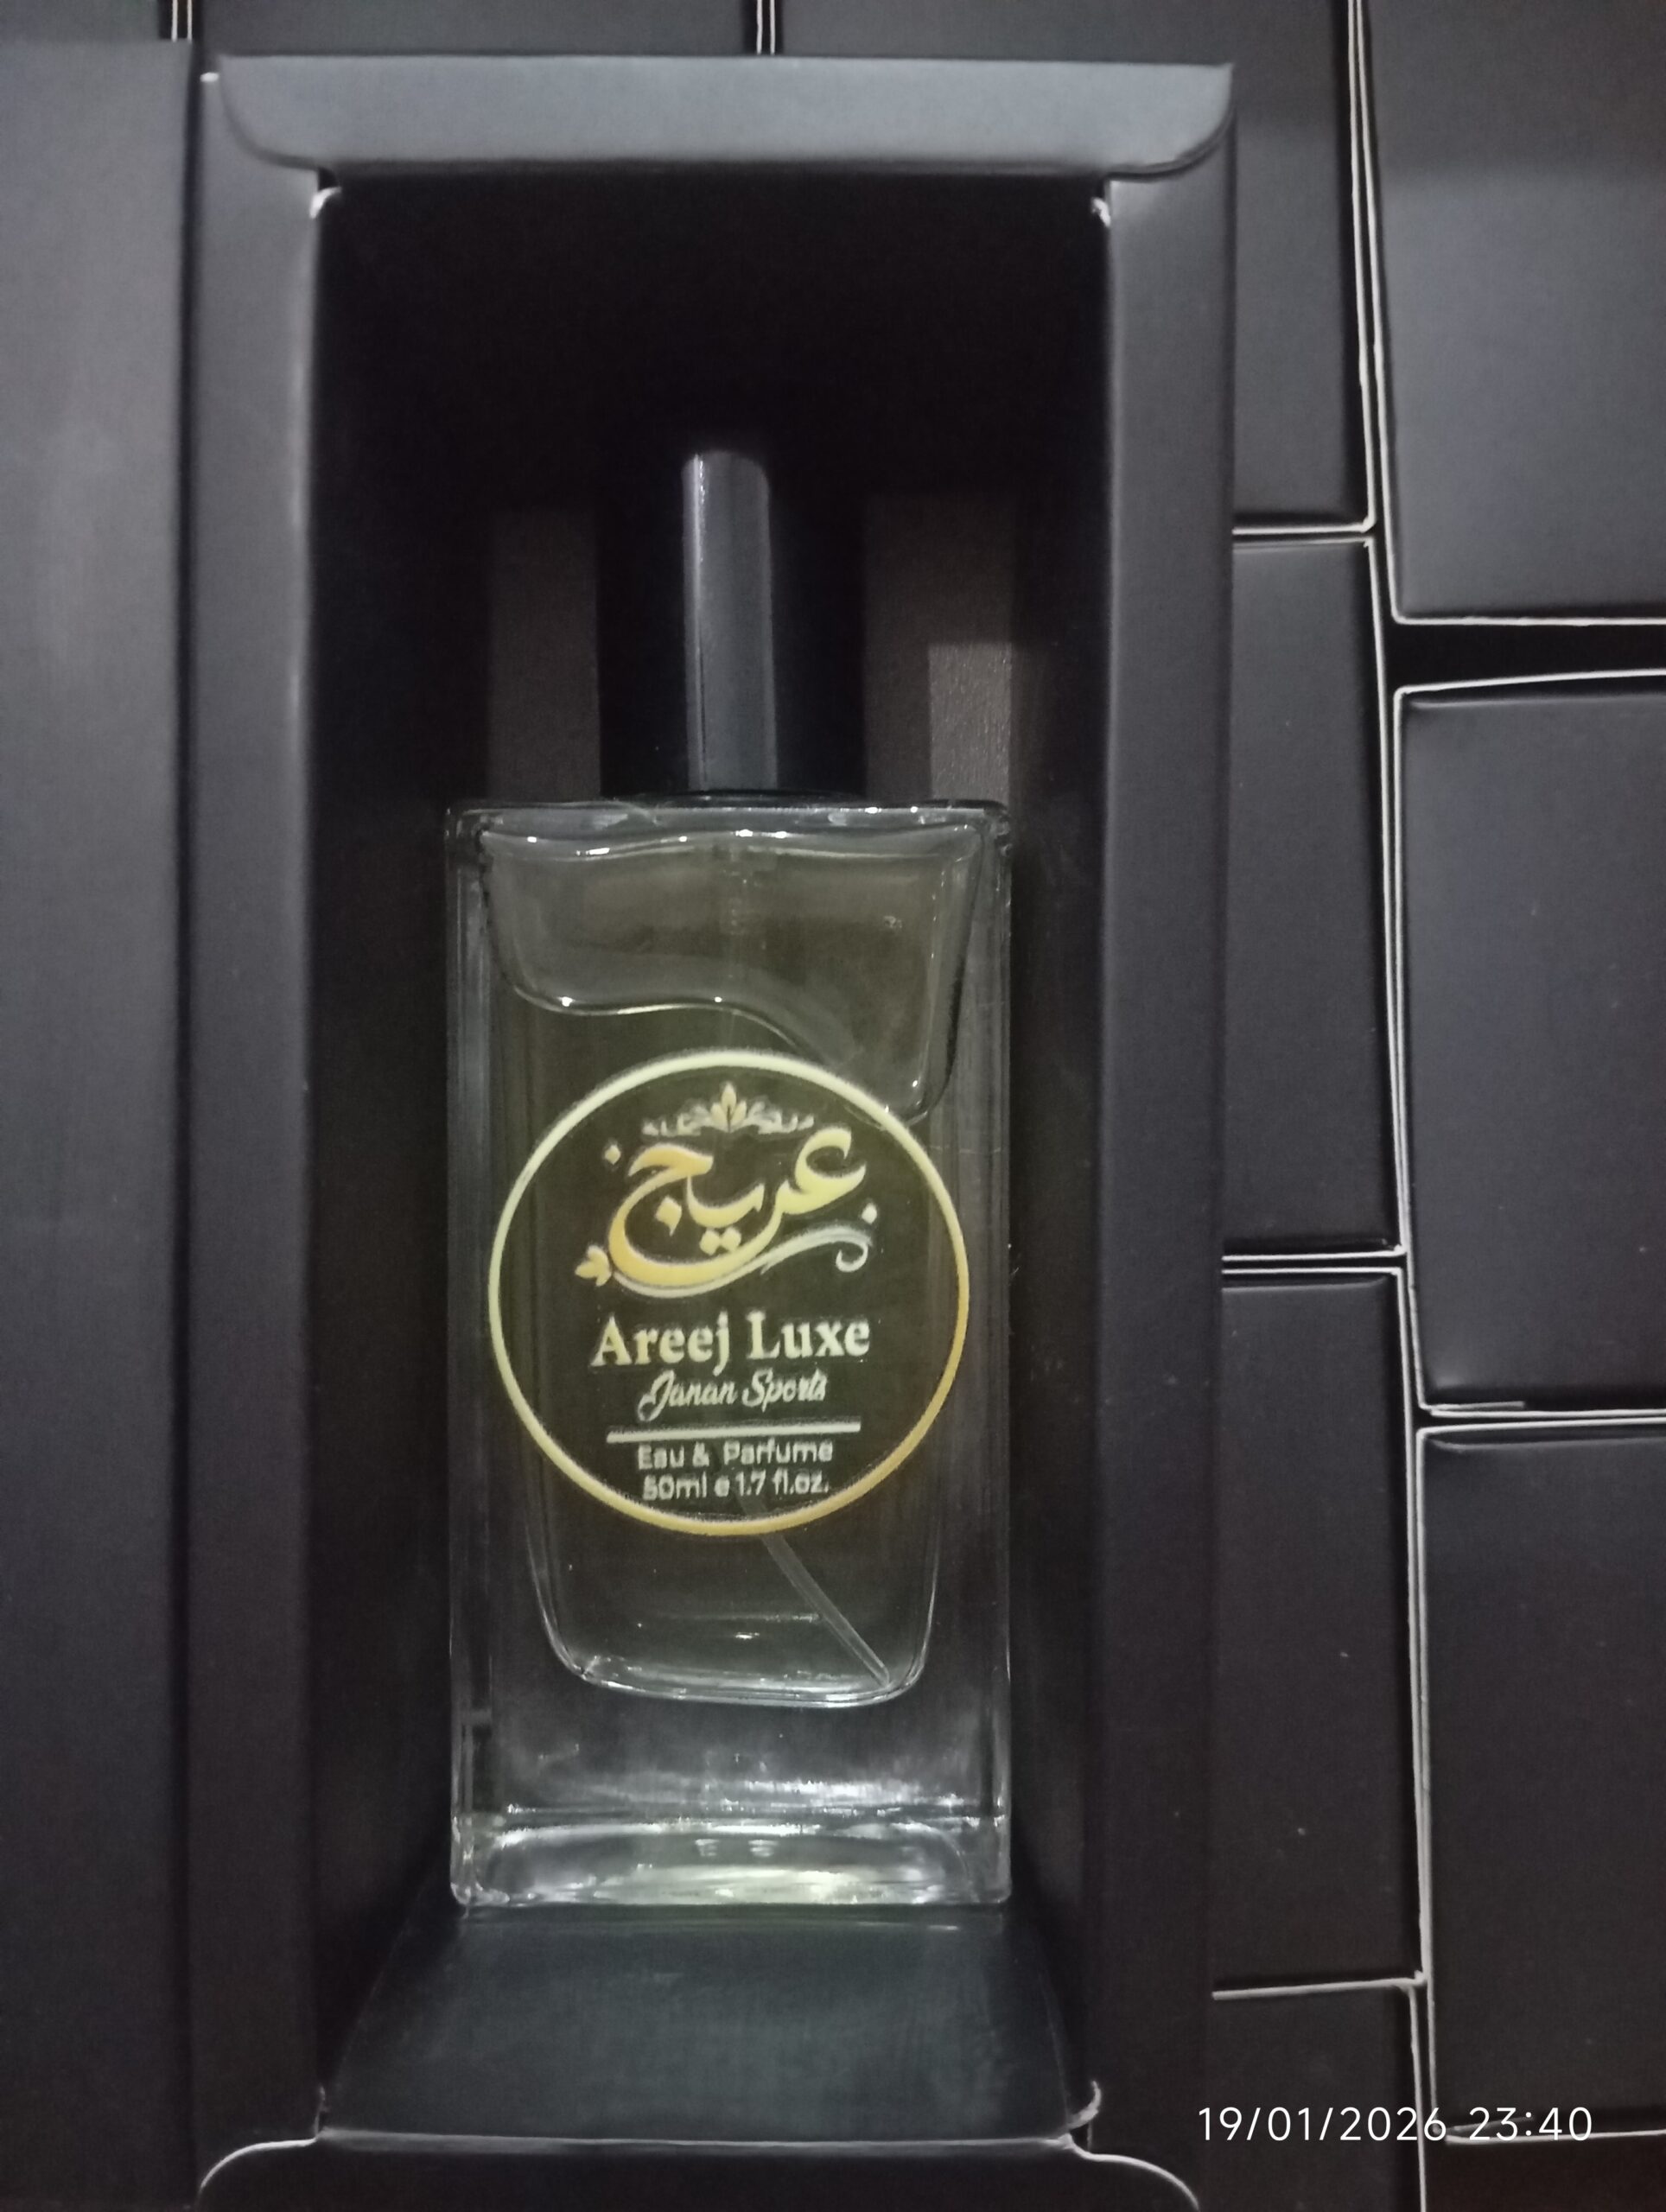 عريج
Areej Luxe
Janan Sports
Eau & Parfume
50ml e 1.7 fl.oz.
19/01/2026 23:40